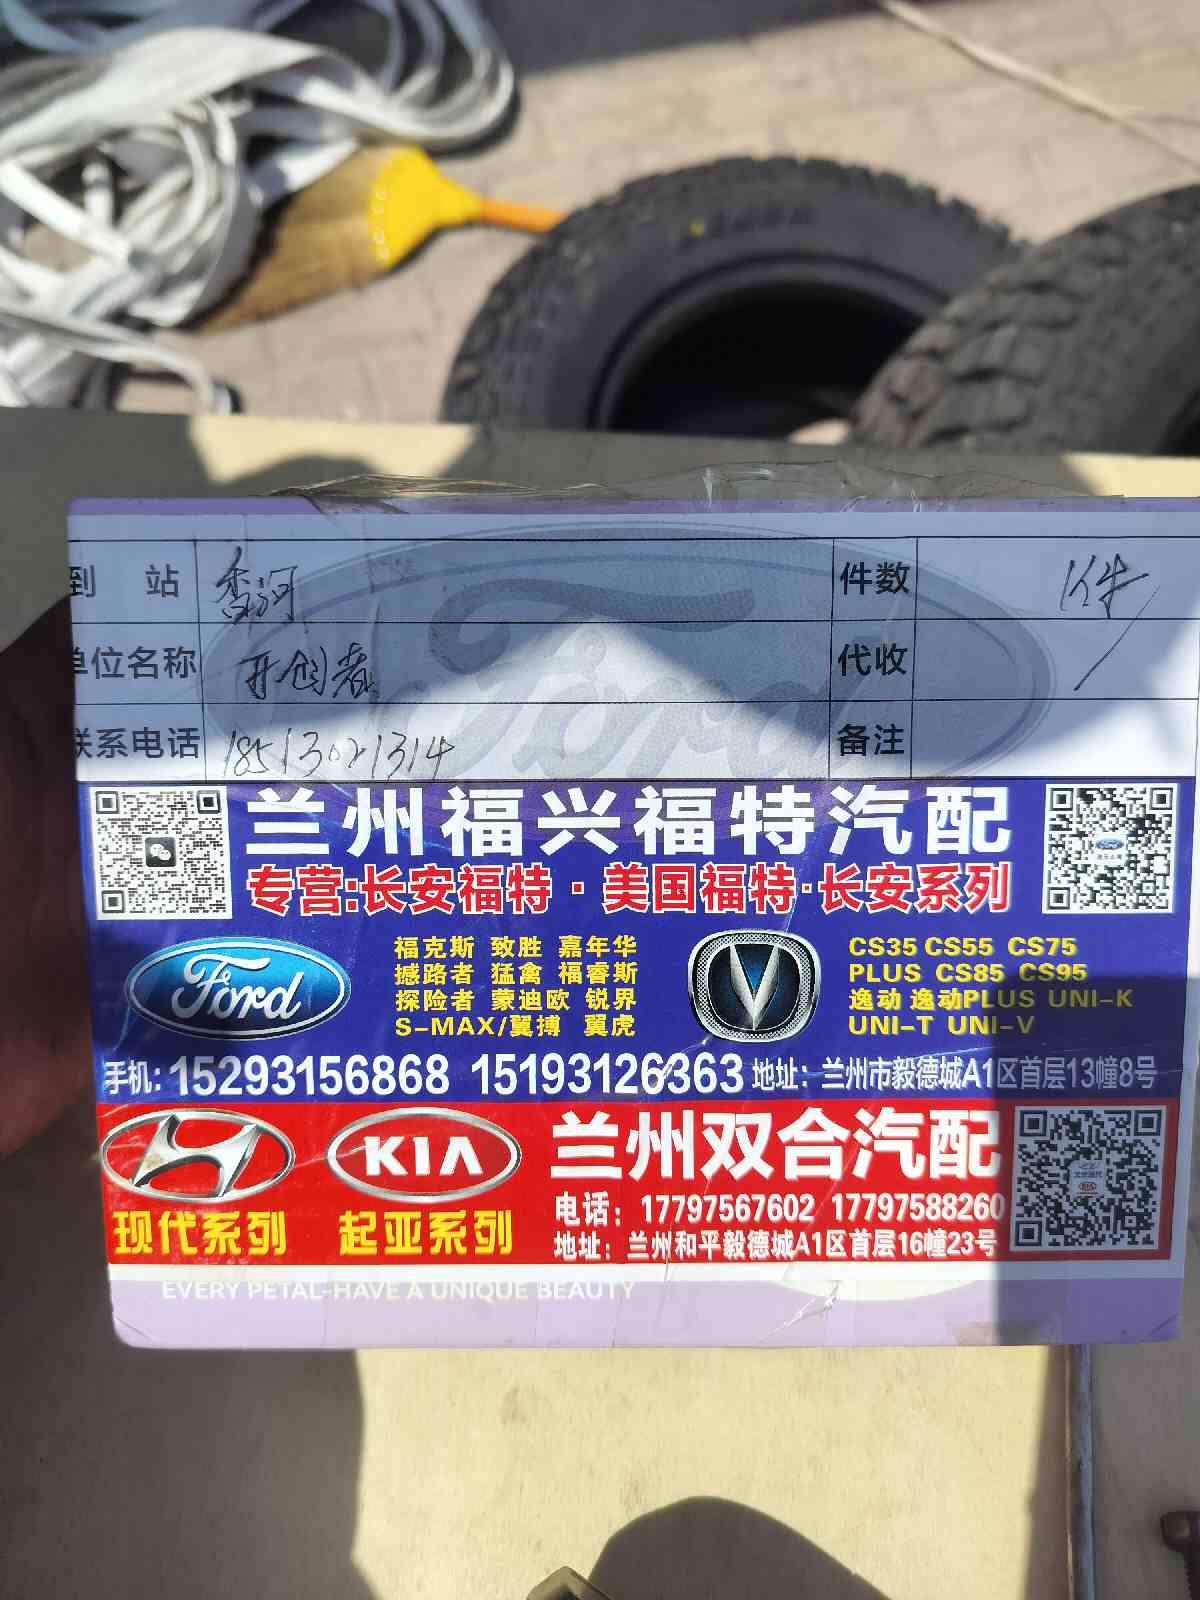 到 站 香河 件数 1件
单位名称 开创者 代收
联系电话 18513021314 备注
兰州福兴福特汽配
专营:长安福特·美国福特·长安系列
Ford
福克斯 致胜 嘉年华
撼路者 猛禽 福睿斯
探险者 蒙迪欧 锐界
S-MAX/翼搏 翼虎
CS35 CS55 CS75
PLUS CS85 CS95
逸动 逸动PLUS UNI-K
UNI-T UNI-V
手机: 15293156868 15193126363 地址: 兰州市毅德城A1区首层13幢8号
KIA
现代系列 起亚系列
兰州双合汽配
电话: 17797567602 17797588260
地址: 兰州和平毅德城A1区首层16幢23号
EVERY PETAL-HAVE A UNIQUE BEAUTY